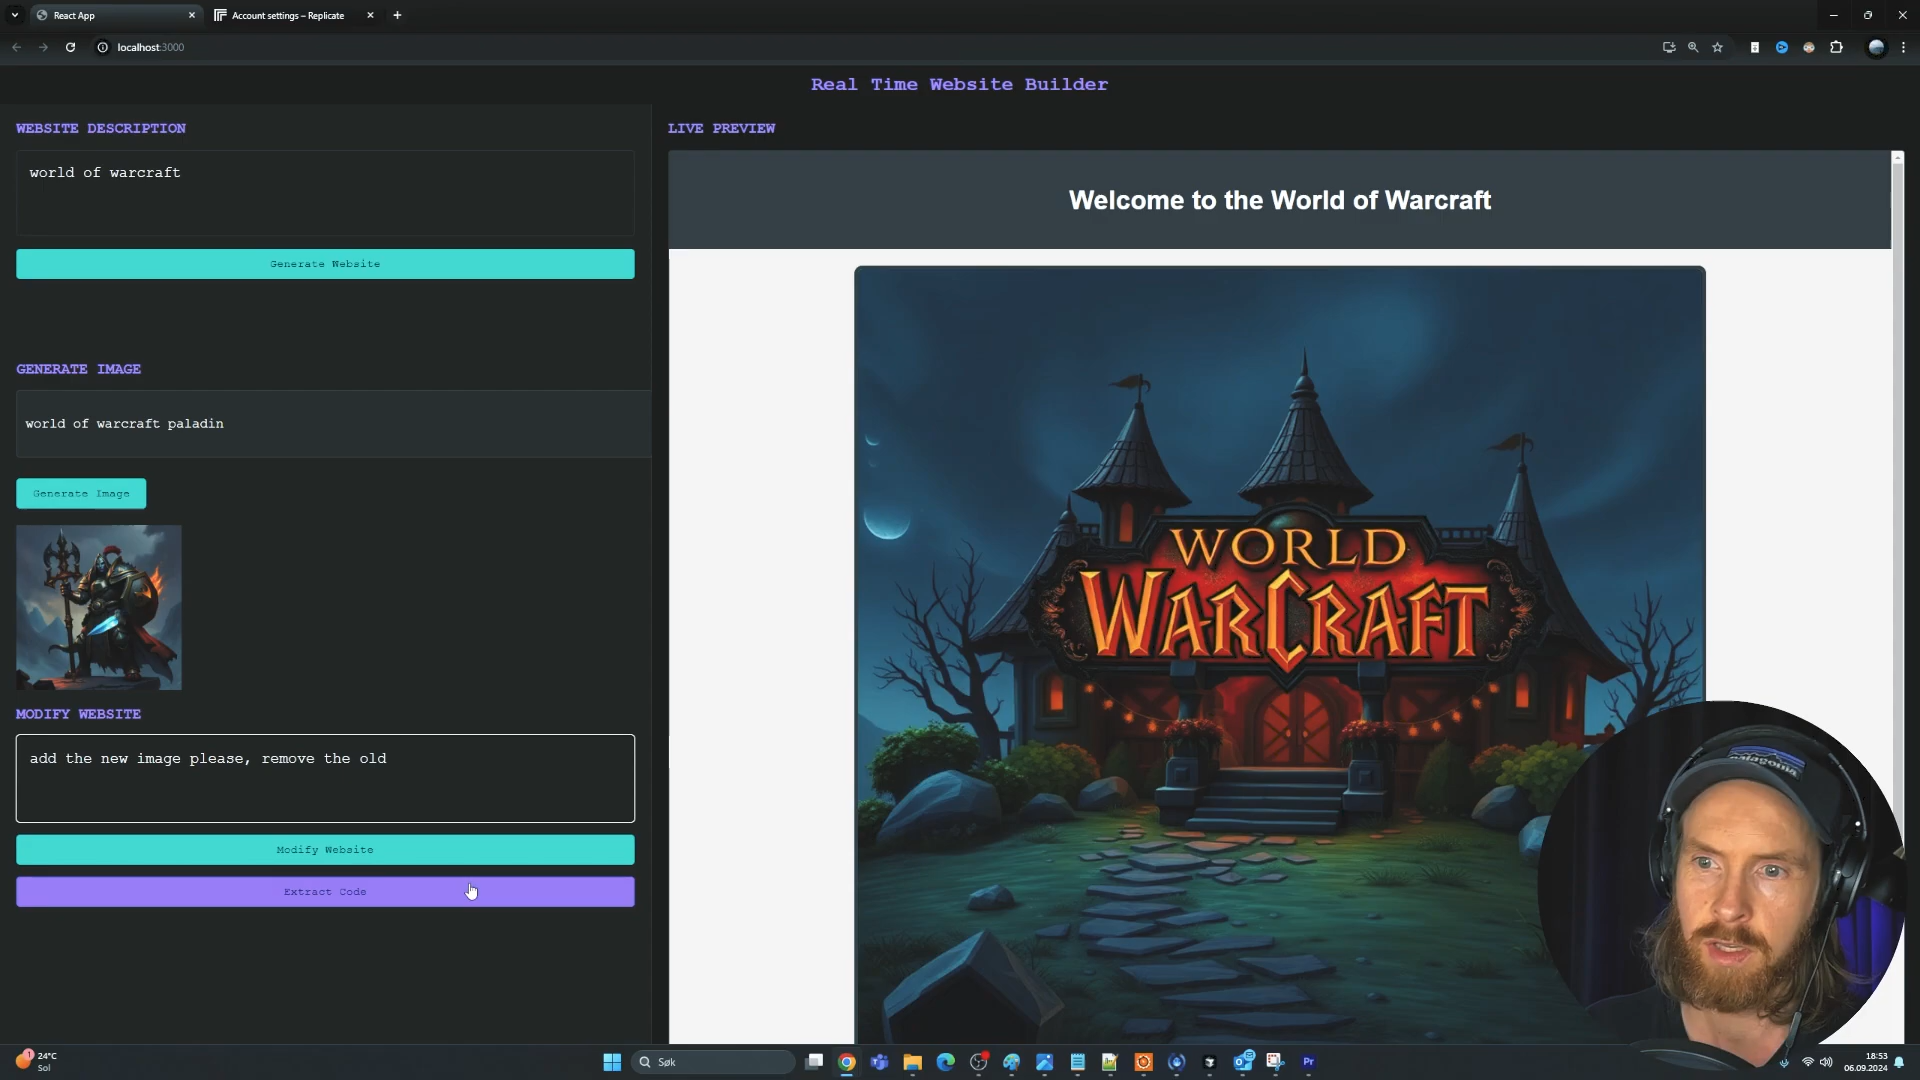 React App
Account settings – Replicate
localhost:3000
Real Time Website Builder
WEBSITE DESCRIPTION
world of warcraft
Generate Website
GENERATE IMAGE
world of warcraft paladin
Generate Image
MODIFY WEBSITE
add the new image please, remove the old
Modify Website
Extract Code
LIVE PREVIEW
Welcome to the World of Warcraft
WORLD
WARCRAFT
patagonia
1
24°C
Sol
Søk
Pr
18:53
06.09.2024